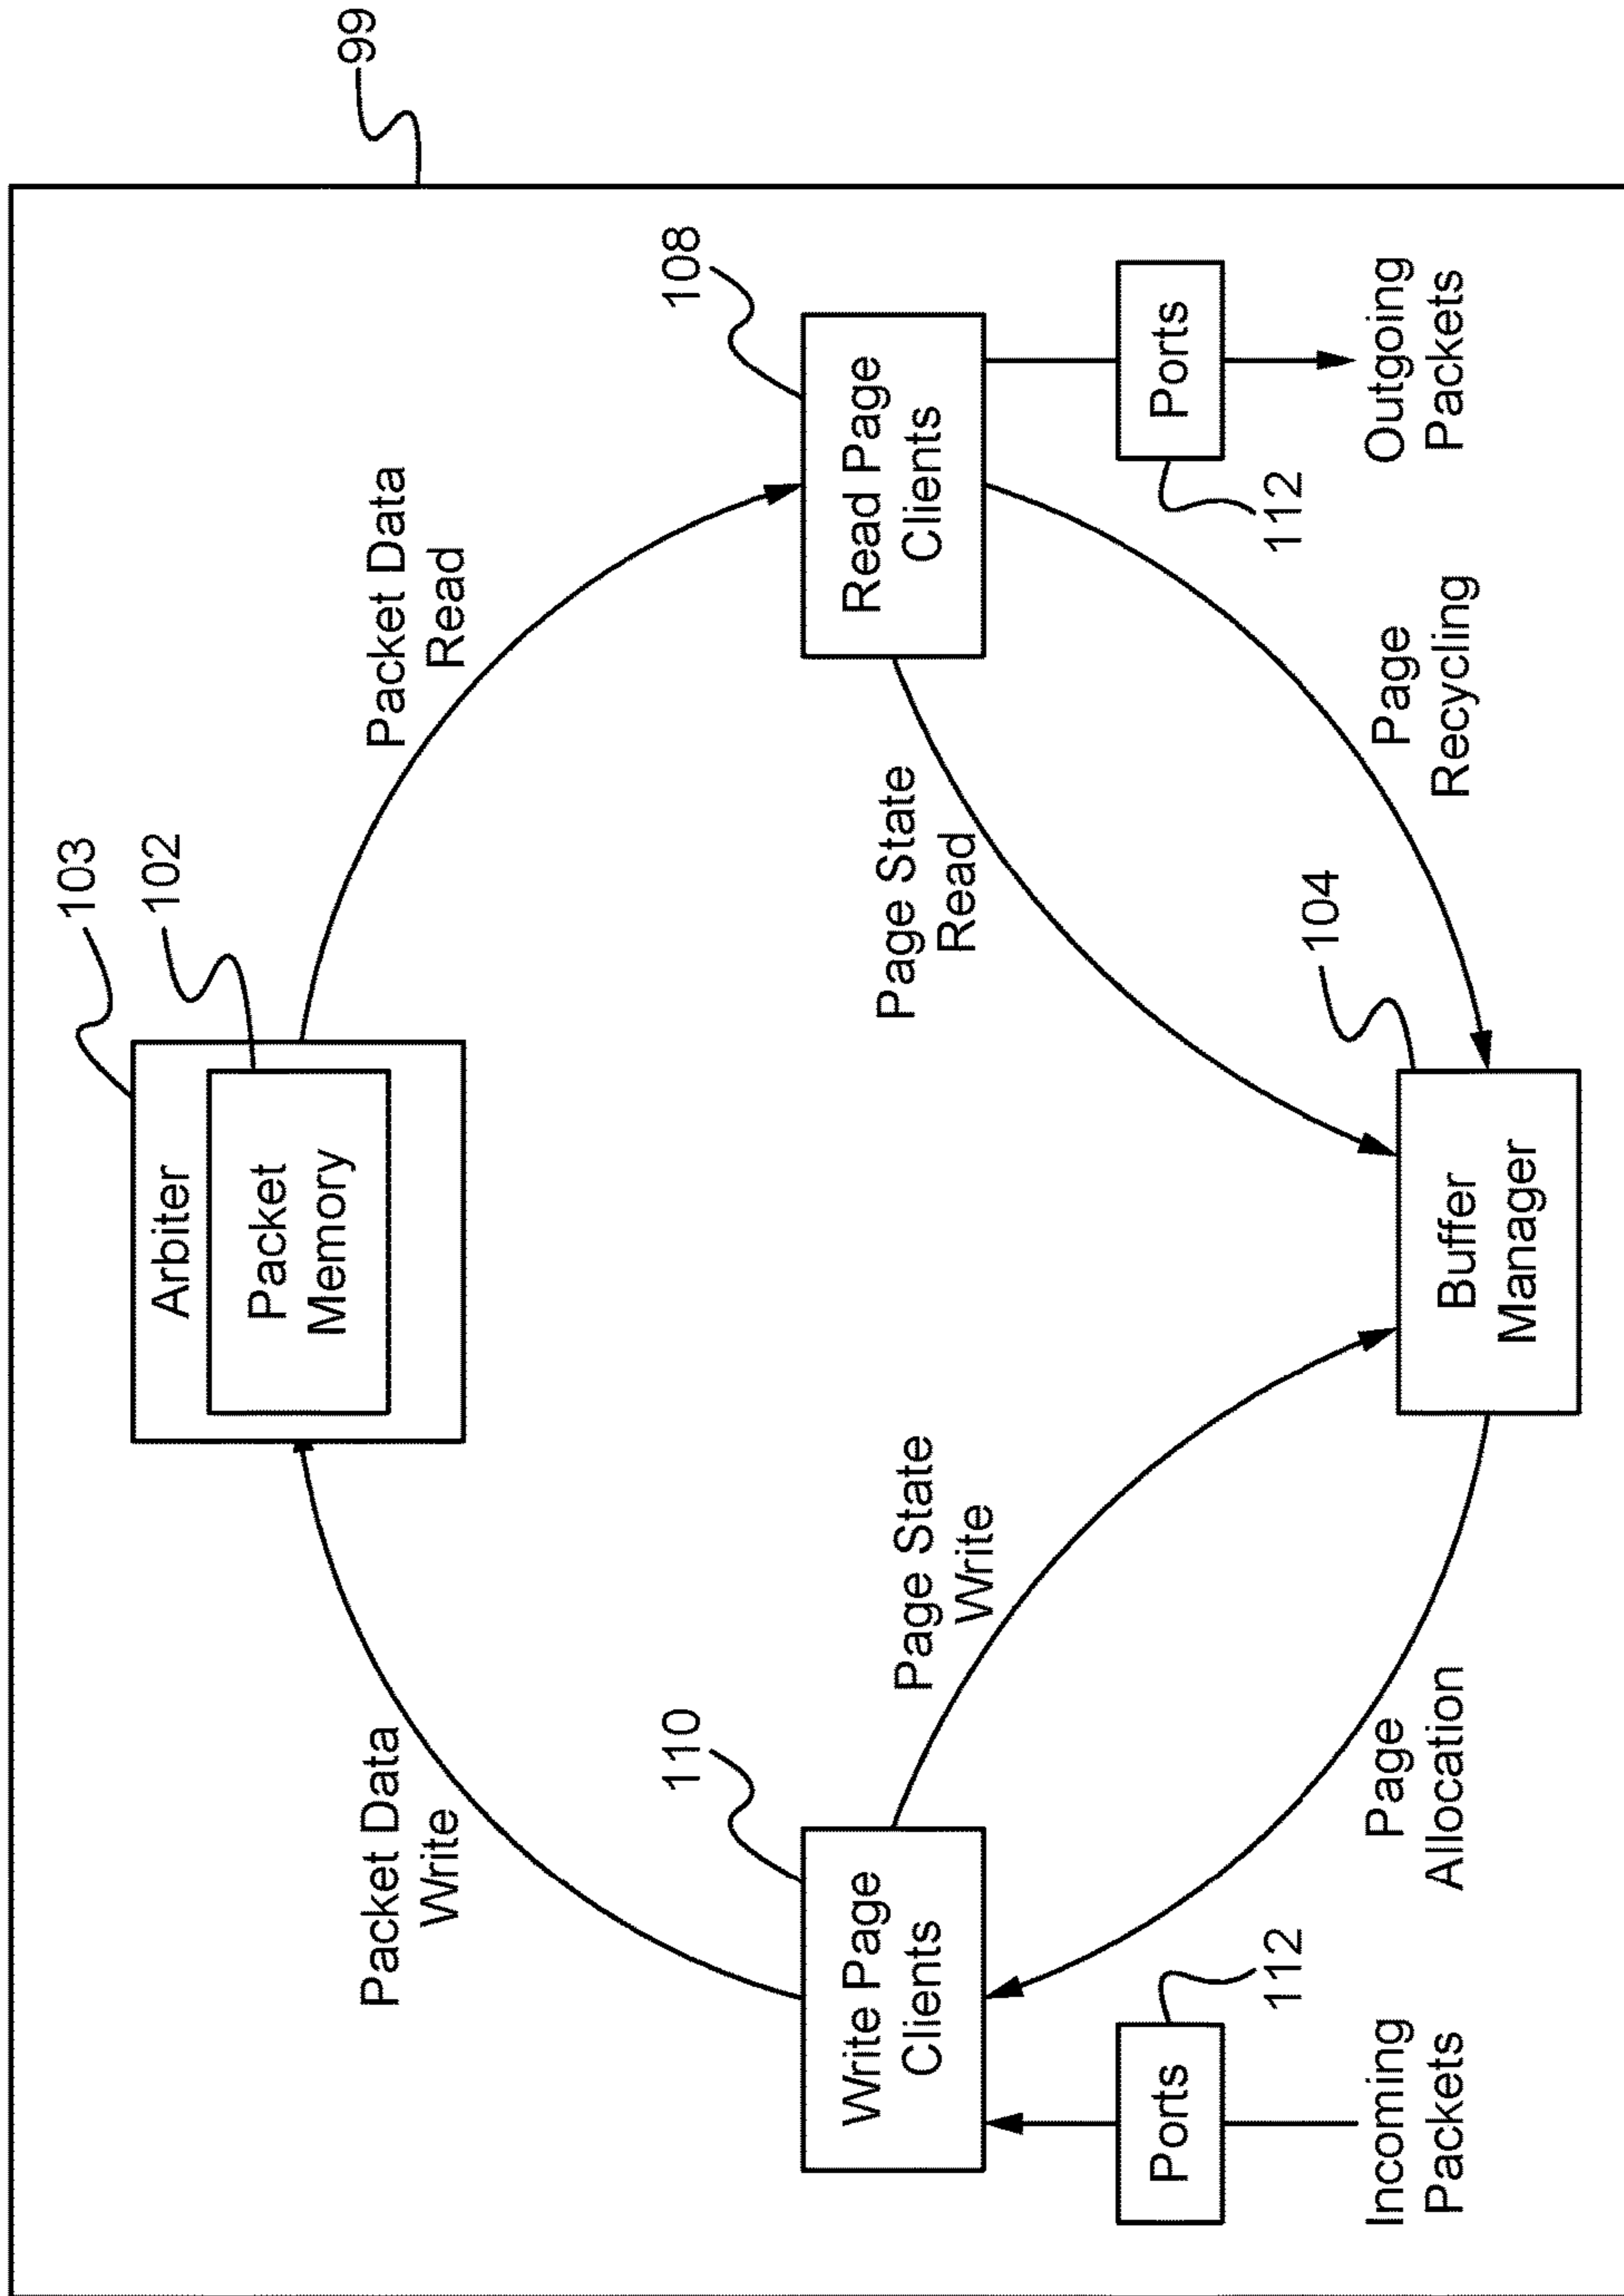 99
103
102
Arbiter
Packet
Memory
Packet Data
Write
Packet Data
Read
110
108
Write Page
Clients
Read Page
Clients
Page State
Write
Page State
Read
Ports
112
104
112
Ports
Incoming
Packets
Page
Allocation
Buffer
Manager
Page
Recycling
Outgoing
Packets